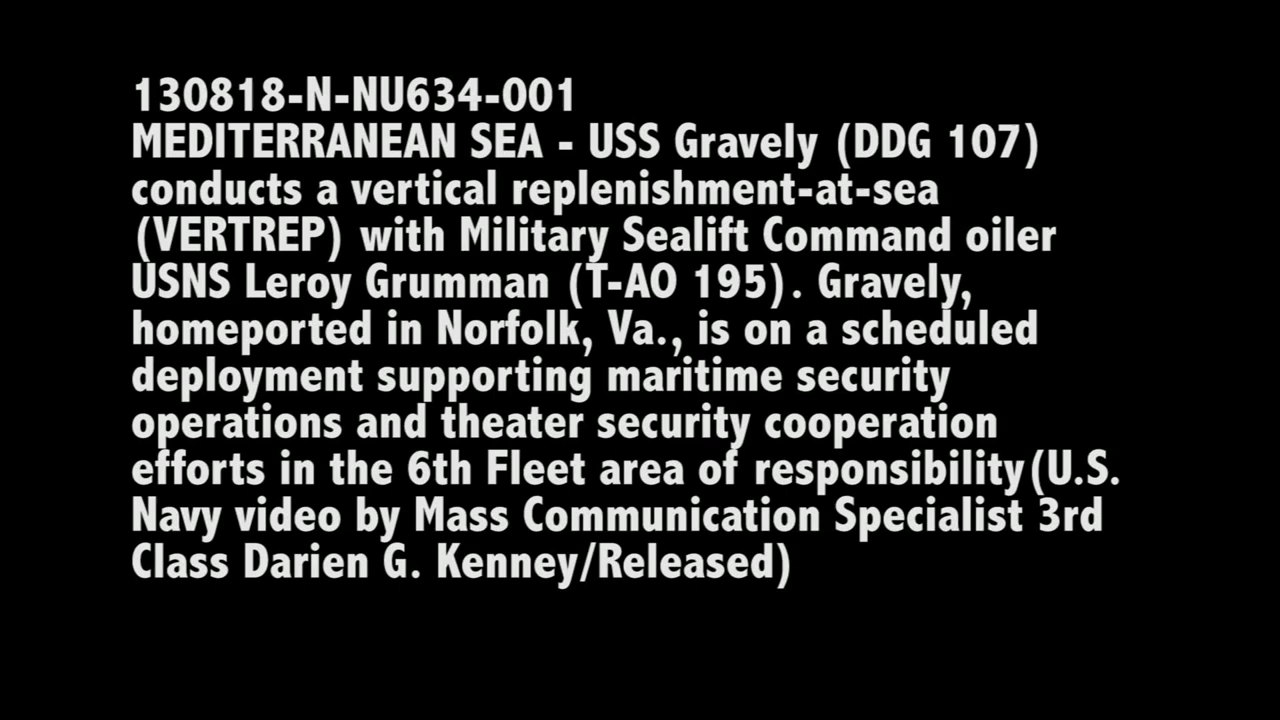 130818-N-NU634-001
MEDITERRANEAN SEA - USS Gravely (DDG 107)
conducts a vertical replenishment-at-sea
(VERTREP) with Military Sealift Command oiler
USNS Leroy Grumman (T-AO 195). Gravely,
homeported in Norfolk, Va., is on a scheduled
deployment supporting maritime security
operations and theater security cooperation
efforts in the 6th Fleet area of responsibility(U.S.
Navy video by Mass Communication Specialist 3rd
Class Darien G. Kenney/Released)